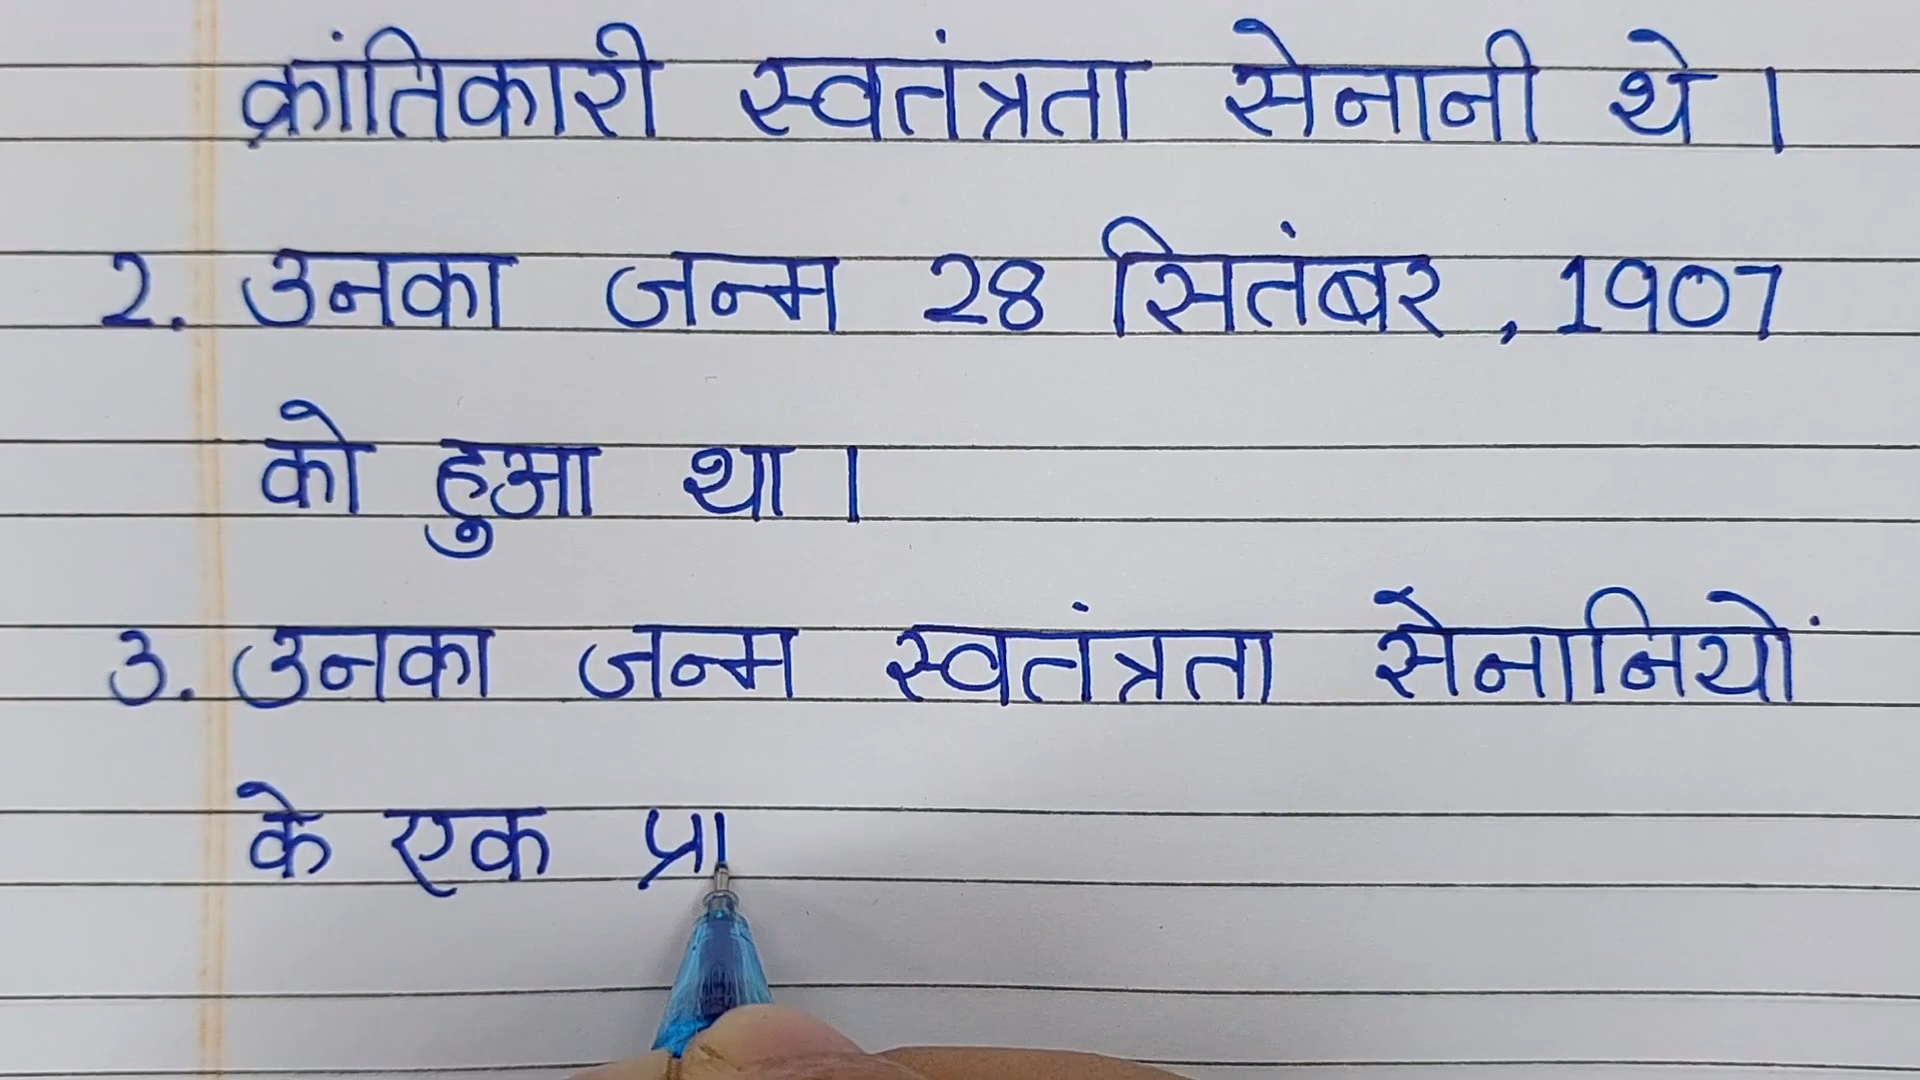 क्रांतिकारी स्वतंत्रता सेनानी थे ।
2. उनका जन्म 28 सितंबर , 1907
को हुआ था ।
3. उनका जन्म स्वतंत्रता सेनानियों
के एक प्रा